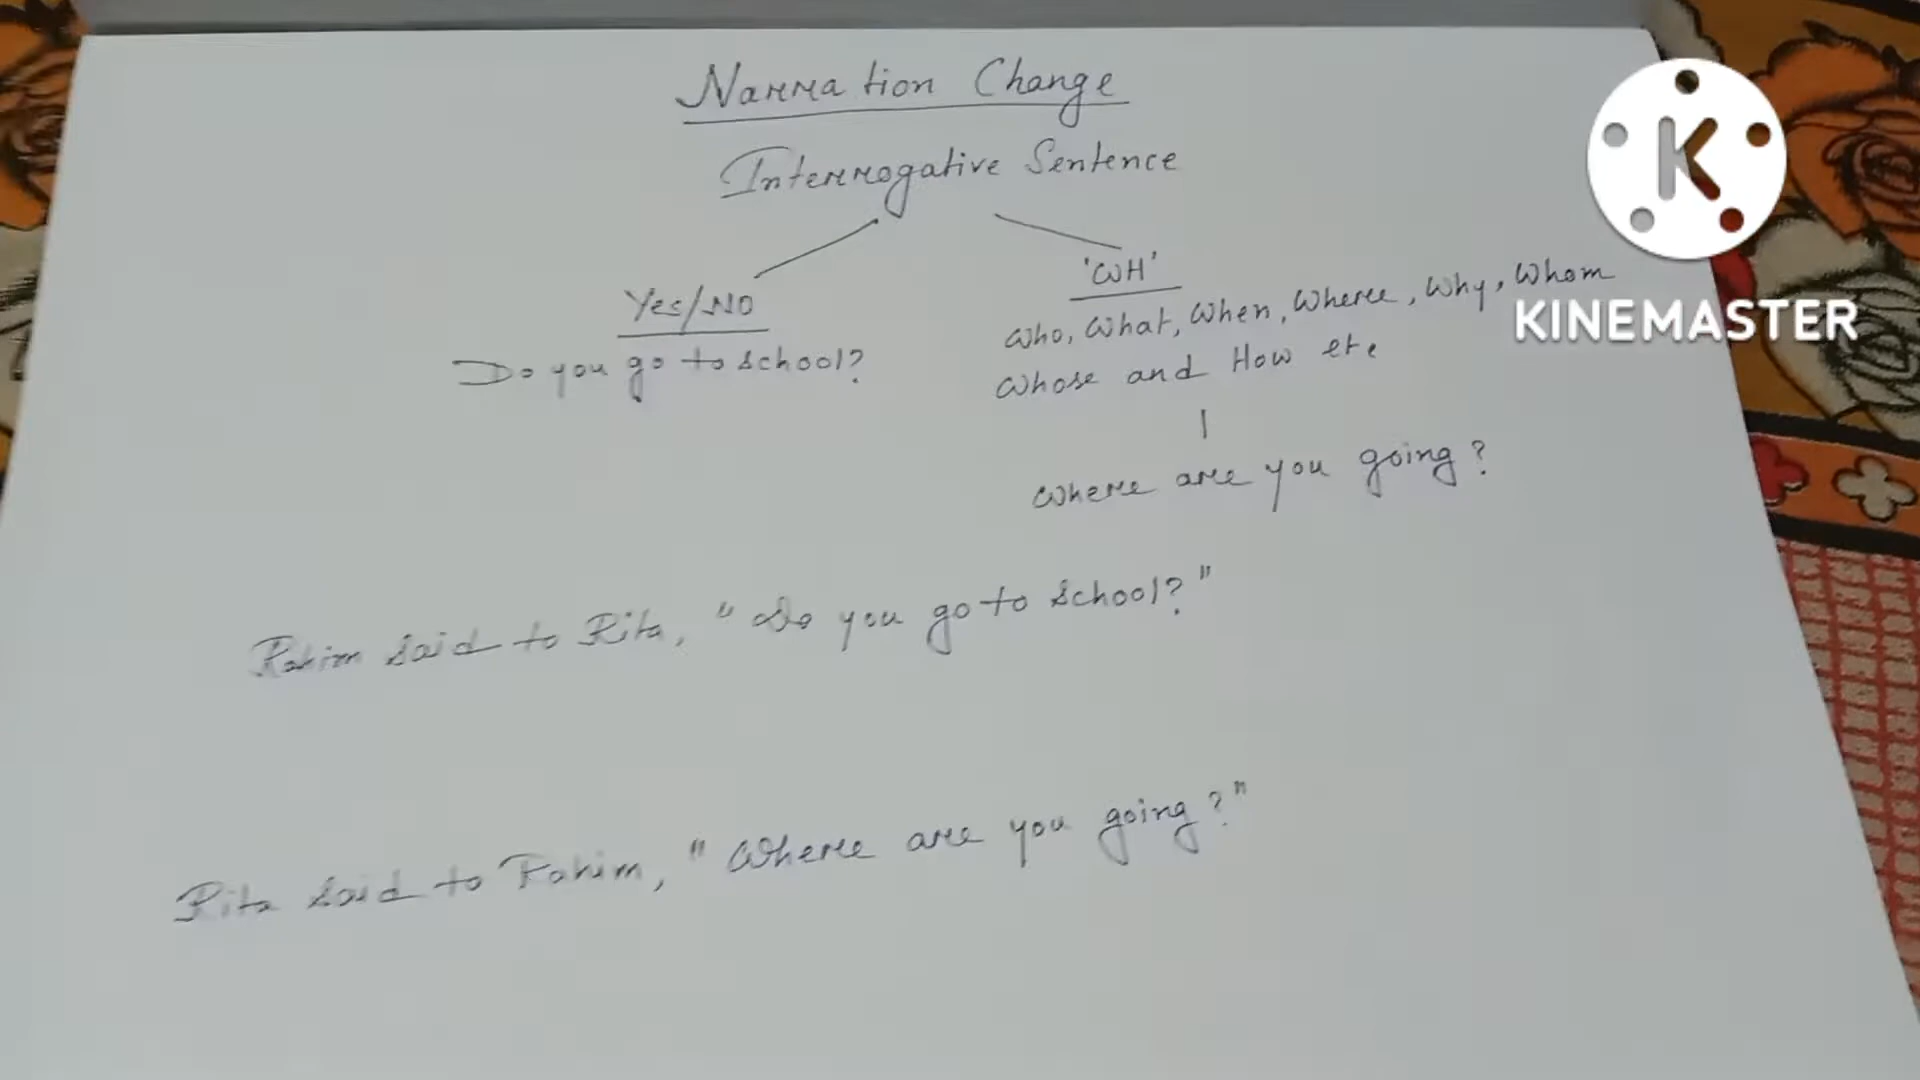 Narration Change
Interrogative Sentence
Yes/No
Do you go to school?
'WH'
Who, What, When, Where, Why, Whom
Whose and How etc
Where are you going?
Rahim said to Rita, "Do you go to school?"
Rita said to Rahim, "Where are you going?"
K
KINEMASTER